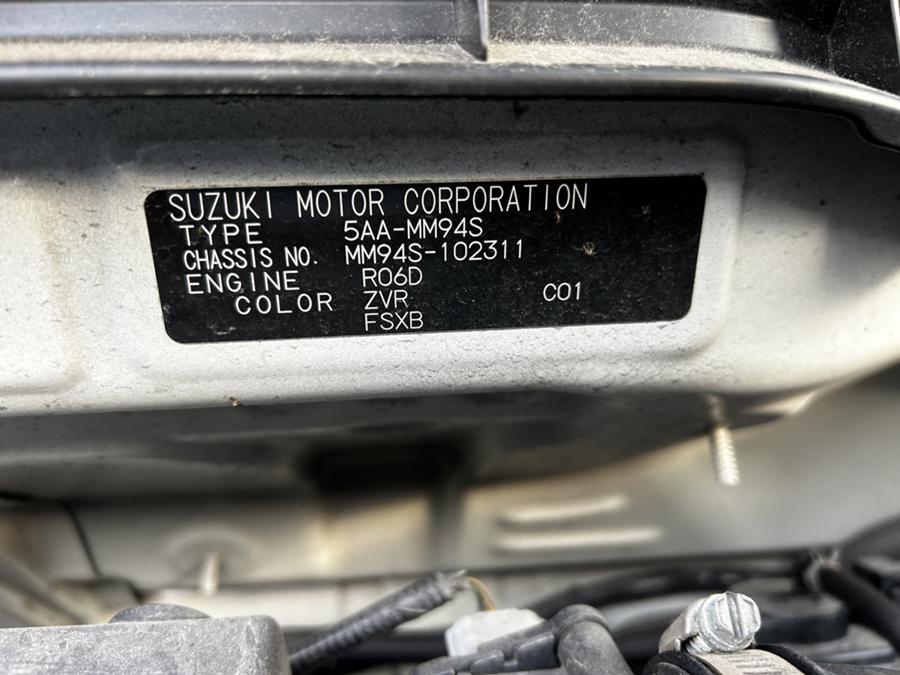 SUZUKI MOTOR CORPORATION
TYPE 5AA-MM94S
CHASSIS NO. MM94S-102311
ENGINE R06D
COLOR ZVR C01
FSXB